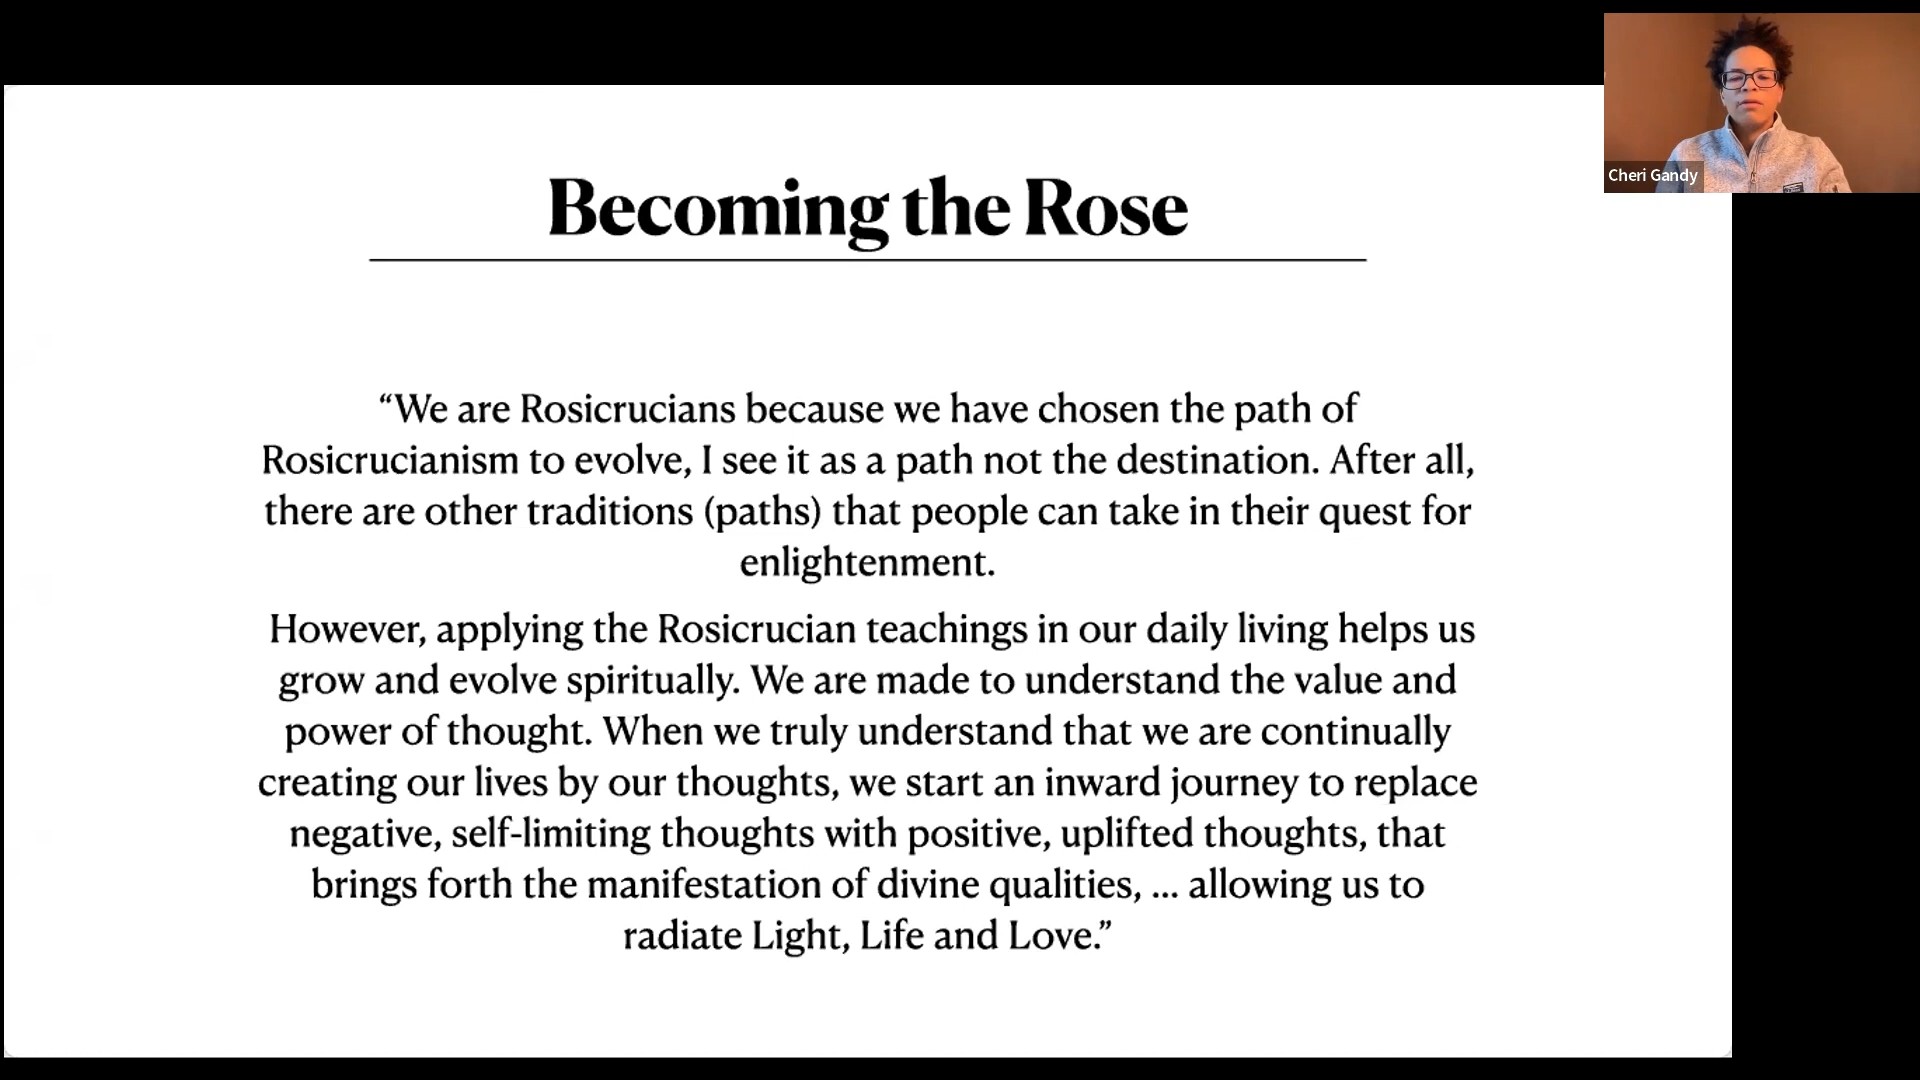 Cheri Gandy
Becoming the Rose
“We are Rosicrucians because we have chosen the path of
Rosicrucianism to evolve, I see it as a path not the destination. After all,
there are other traditions (paths) that people can take in their quest for
enlightenment.
However, applying the Rosicrucian teachings in our daily living helps us
grow and evolve spiritually. We are made to understand the value and
power of thought. When we truly understand that we are continually
creating our lives by our thoughts, we start an inward journey to replace
negative, self-limiting thoughts with positive, uplifted thoughts, that
brings forth the manifestation of divine qualities, ... allowing us to
radiate Light, Life and Love.”